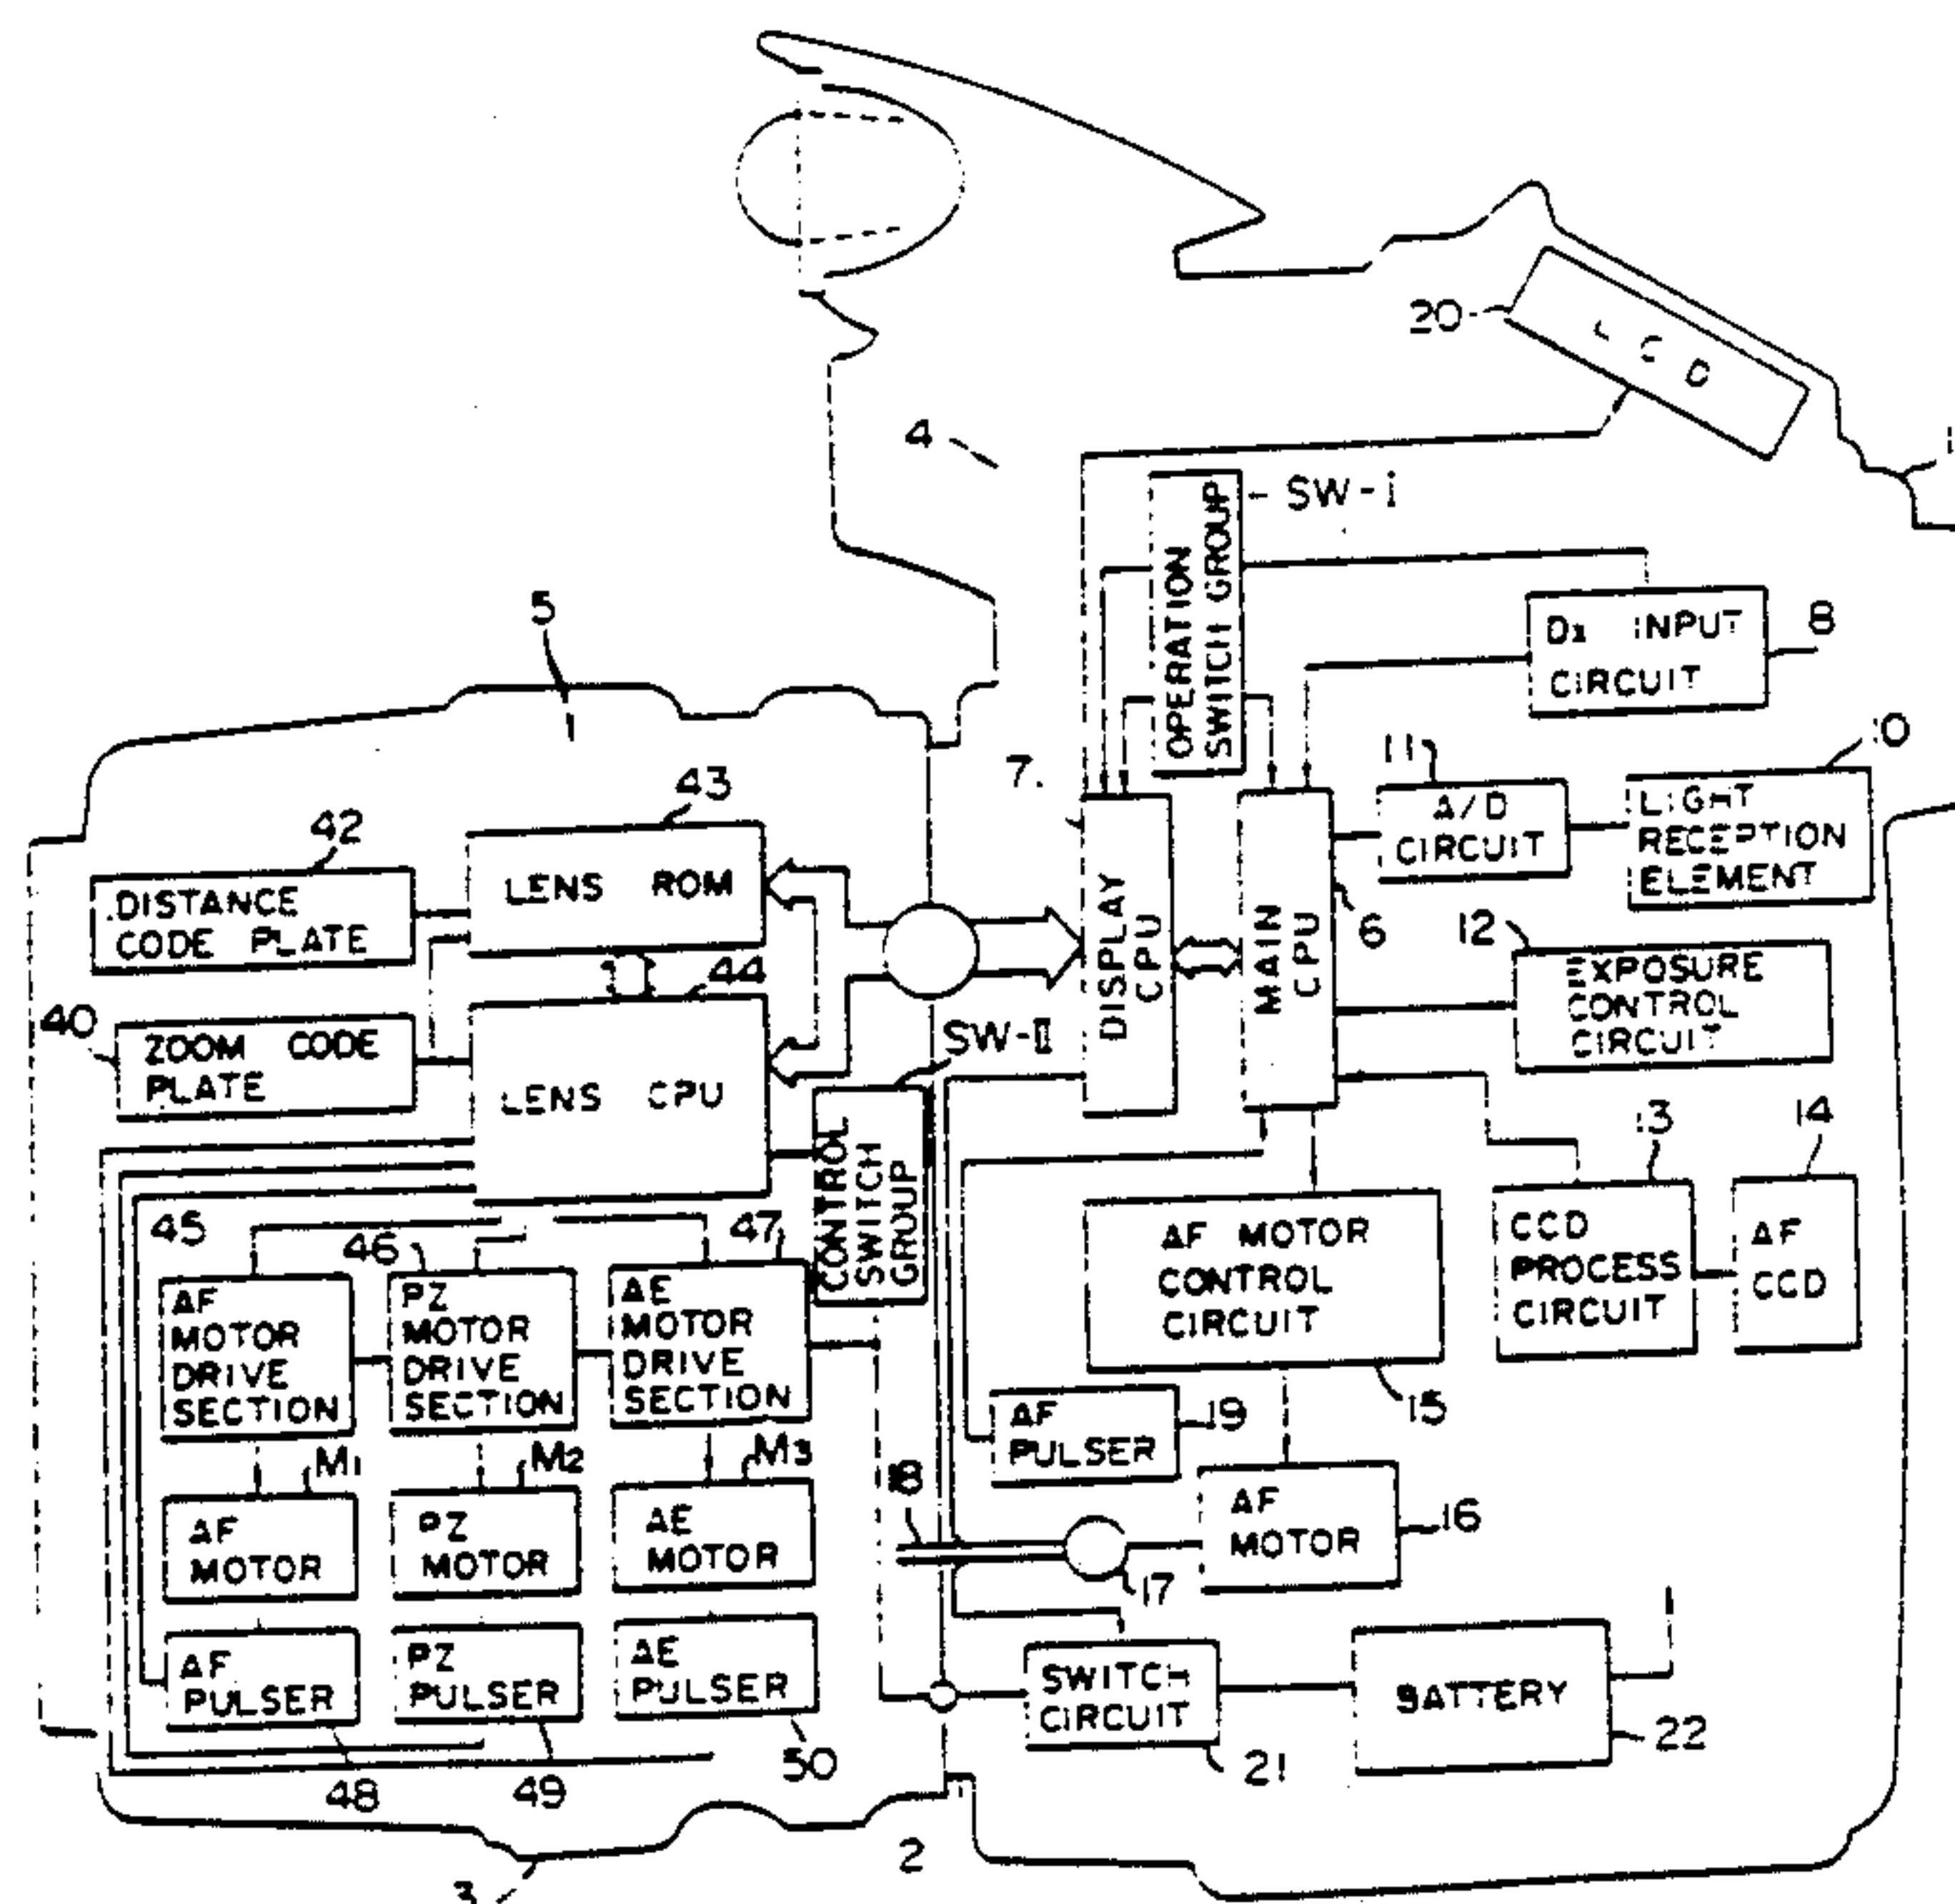 20
LCD
4
SW-I
OPERATION
SWITCH GROUP
5
Dx INPUT
CIRCUIT
8
7
11
10
43
A/D
CIRCUIT
LIGHT
RECEPTION
ELEMENT
42
LENS ROM
DISTANCE
CODE PLATE
DISPLAY
CPU
MAIN
CPU
6
12
EXPOSURE
CONTROL
CIRCUIT
44
40
ZOOM CODE
PLATE
LENS CPU
SW-II
CONTROL
SWITCH
GROUP
13
14
45
46
47
AF MOTOR
CONTROL
CIRCUIT
CCD
PROCESS
CIRCUIT
AF
CCD
AF
MOTOR
DRIVE
SECTION
PZ
MOTOR
DRIVE
SECTION
AE
MOTOR
DRIVE
SECTION
15
AF
PULSER
19
M1
M2
M3
18
AF
MOTOR
PZ
MOTOR
AE
MOTOR
AF
MOTOR
16
17
AF
PULSER
PZ
PULSER
AE
PULSER
SWITCH
CIRCUIT
BATTERY
22
21
48
49
50
2
3